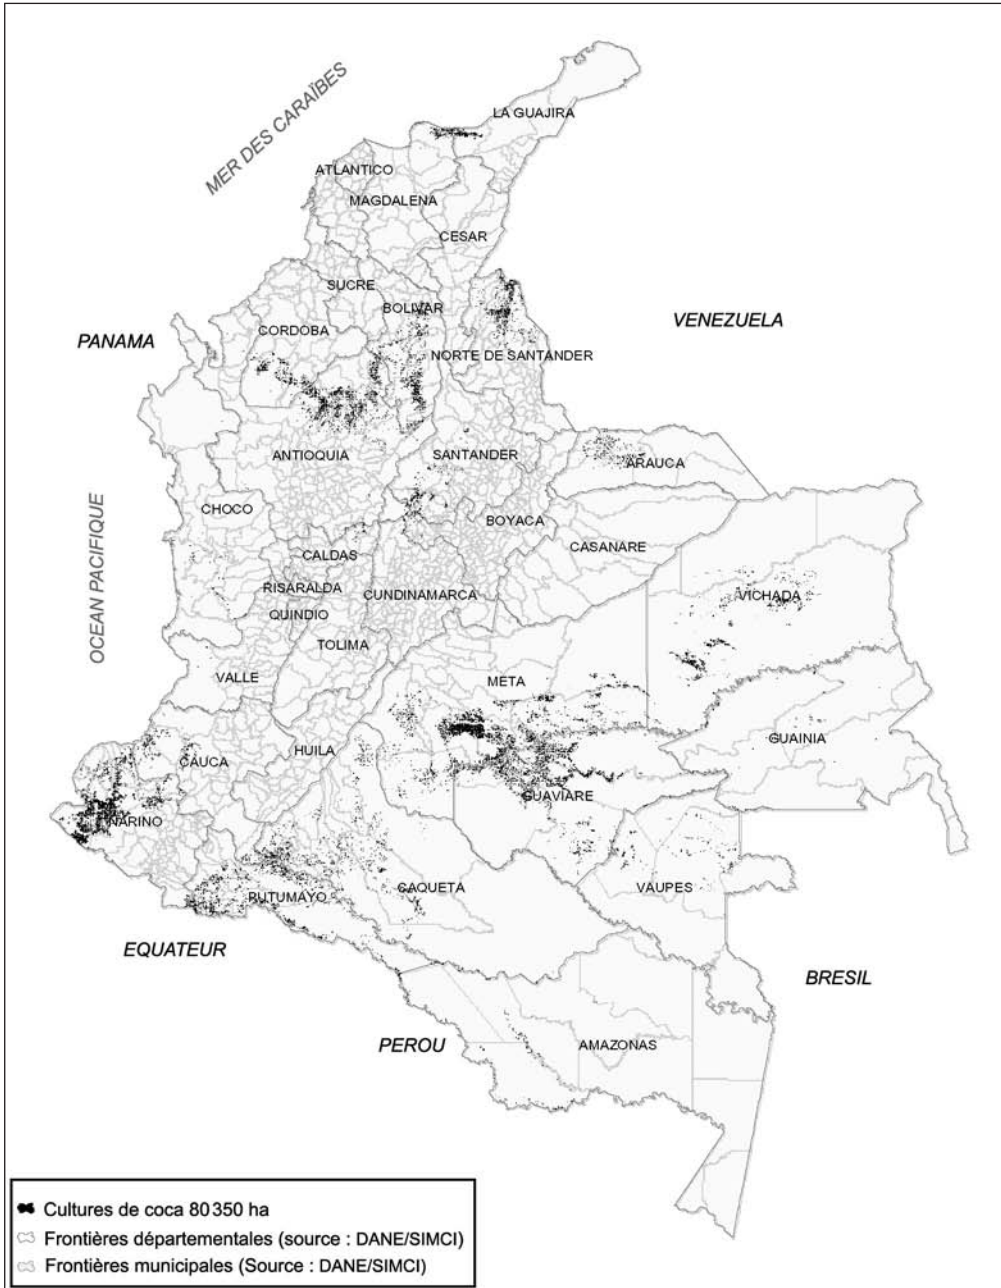 LA GUAJIRA
MER DES CARAÏBES
ATLANTICO
MAGDALENA
CESAR
SUCRE
BOLIVAR
VENEZUELA
PANAMA
CORDOBA
NORTE DE SANTANDER
ANTIOQUIA
SANTANDER
ARAUCA
OCEAN PACIFIQUE
CHOCO
BOYACA
CASANARE
CALDAS
RISARALDA
CUNDINAMARCA
VICHADA
QUINDIO
TOLIMA
VALLE
META
GUAINIA
HUILA
CAUCA
GUAVIARE
NARINO
CAQUETA
VAUPES
PUTUMAYO
EQUATEUR
BRESIL
PEROU
AMAZONAS
Cultures de coca 80 350 ha
Frontières départementales (source : DANE/SIMCI)
Frontières municipales (Source : DANE/SIMCI)